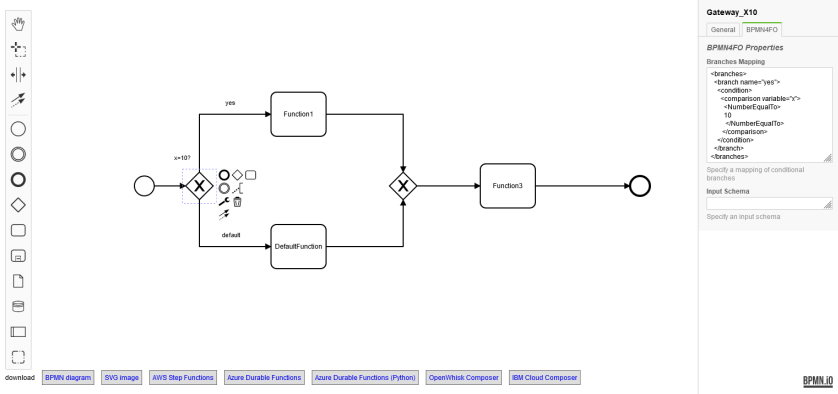 Gateway_X10
General
BPMN4FO
BPMN4FO Properties
Branches Mapping
<branches>
<branch name="yes">
<condition>
<comparison variable="x">
<NumberEqualTo>
10
</NumberEqualTo>
</comparison>
</condition>
</branch>
</branches>
Specify a mapping of conditional
branches
Input Schema
Specify an input schema
yes
Function1
x=10?
X
X
Function3
default
DefaultFunction
download
BPMN diagram
SVG image
AWS Step Functions
Azure Durable Functions
Azure Durable Functions (Python)
OpenWhisk Composer
IBM Cloud Composer
BPMN.iO